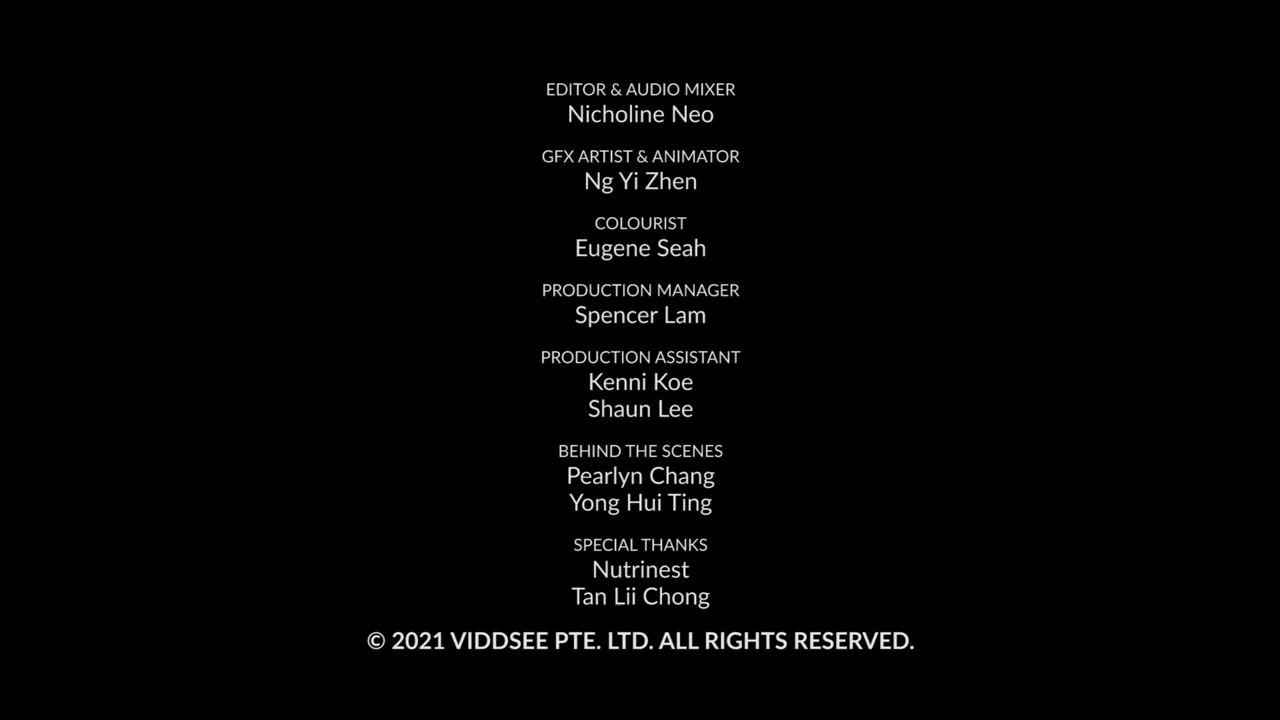 EDITOR & AUDIO MIXER
Nicholine Neo
GFX ARTIST & ANIMATOR
Ng Yi Zhen
COLOURIST
Eugene Seah
PRODUCTION MANAGER
Spencer Lam
PRODUCTION ASSISTANT
Kenni Koe
Shaun Lee
BEHIND THE SCENES
Pearlyn Chang
Yong Hui Ting
SPECIAL THANKS
Nutrinest
Tan Lii Chong
© 2021 VIDDSEE PTE. LTD. ALL RIGHTS RESERVED.